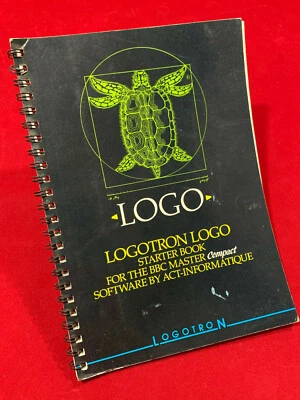 LOGO
LOGOTRON LOGO
STARTER BOOK
FOR THE BBC MASTER Compact
SOFTWARE BY ACT-INFORMATIQUE
LOGOTRON